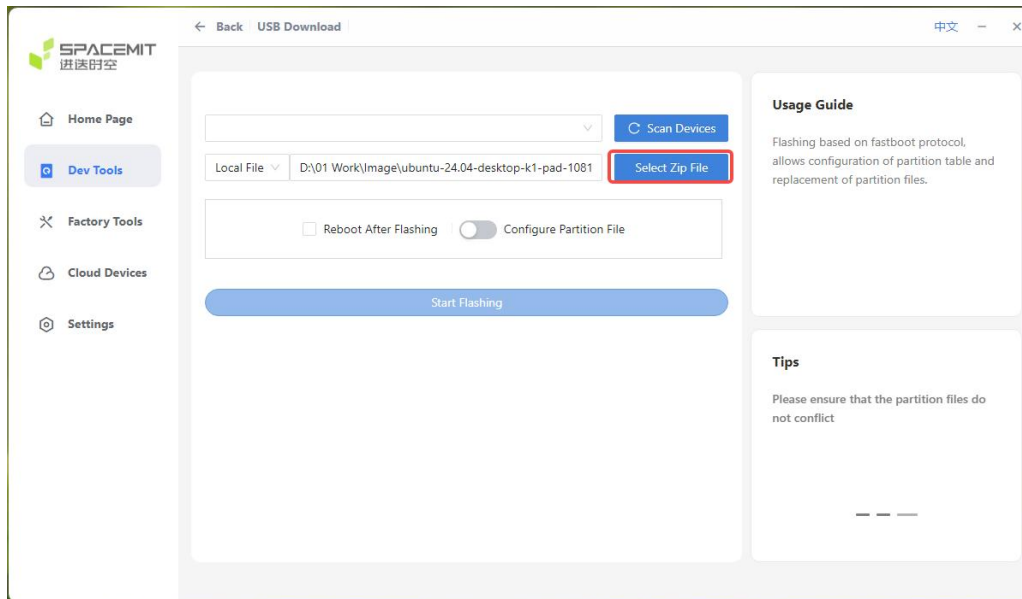 ← Back USB Download
中文
SPACEMIT
进迭时空
Home Page
Dev Tools
Factory Tools
Cloud Devices
Settings
Scan Devices
Local File
D:\01 Work\Image\ubuntu-24.04-desktop-k1-pad-1081
Select Zip File
Reboot After Flashing
Configure Partition File
Start Flashing
Usage Guide
Flashing based on fastboot protocol,
allows configuration of partition table and
replacement of partition files.
Tips
Please ensure that the partition files do
not conflict